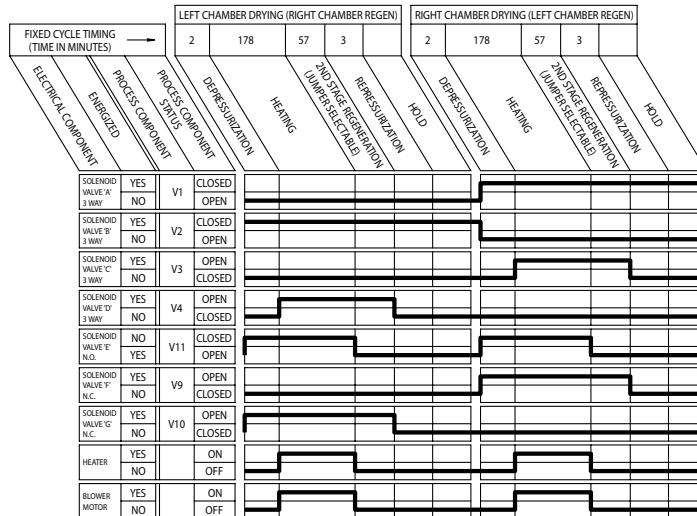 LEFT CHAMBER DRYING (RIGHT CHAMBER REGEN)
RIGHT CHAMBER DRYING (LEFT CHAMBER REGEN)
FIXED CYCLE TIMING
(TIME IN MINUTES)
2 178 57 3
2 178 57 3
ELECTRICAL COMPONENT
ENERGIZED
PROCESS COMPONENT
PROCESS COMPONENT
STATUS
DEPRESSURIZATION
HEATING
2ND STAGE REGENERATION
(JUMPER SELECTABLE)
REPRESSURIZATION
HOLD
DEPRESSURIZATION
HEATING
2ND STAGE REGENERATION
(JUMPER SELECTABLE)
REPRESSURIZATION
HOLD
SOLENOID
VALVE 'A'
3 WAY
YES
NO
V1
CLOSED
OPEN
SOLENOID
VALVE 'B'
3 WAY
YES
NO
V2
CLOSED
OPEN
SOLENOID
VALVE 'C'
3 WAY
YES
NO
V3
OPEN
CLOSED
SOLENOID
VALVE 'D'
3 WAY
YES
NO
V4
OPEN
CLOSED
SOLENOID
VALVE 'E'
N.O.
NO
YES
V11
CLOSED
OPEN
SOLENOID
VALVE 'F'
N.C.
YES
NO
V9
OPEN
CLOSED
SOLENOID
VALVE 'G'
N.C.
YES
NO
V10
OPEN
CLOSED
HEATER
YES
NO
ON
OFF
BLOWER
MOTOR
YES
NO
ON
OFF